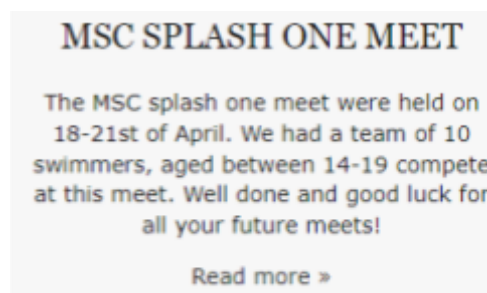 MSC SPLASH ONE MEET
The MSC splash one meet were held on
18-21st of April. We had a team of 10
swimmers, aged between 14-19 compete
at this meet. Well done and good luck for
all your future meets!
Read more »